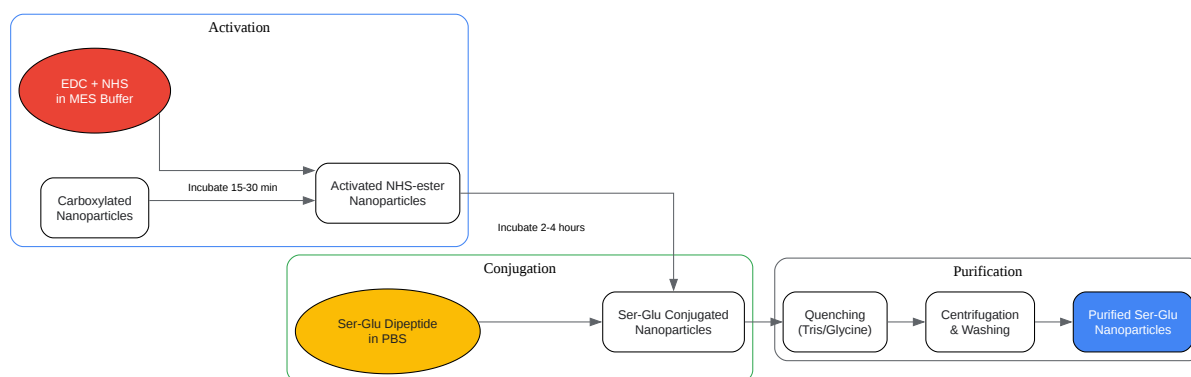 Activation
EDC + NHS
in MES Buffer
Incubate 15-30 min
Carboxylated
Nanoparticles
Activated NHS-ester
Nanoparticles
Incubate 2-4 hours
Conjugation
Ser-Glu Dipeptide
in PBS
Ser-Glu Conjugated
Nanoparticles
Purification
Quenching
(Tris/Glycine)
Centrifugation
& Washing
Purified Ser-Glu
Nanoparticles